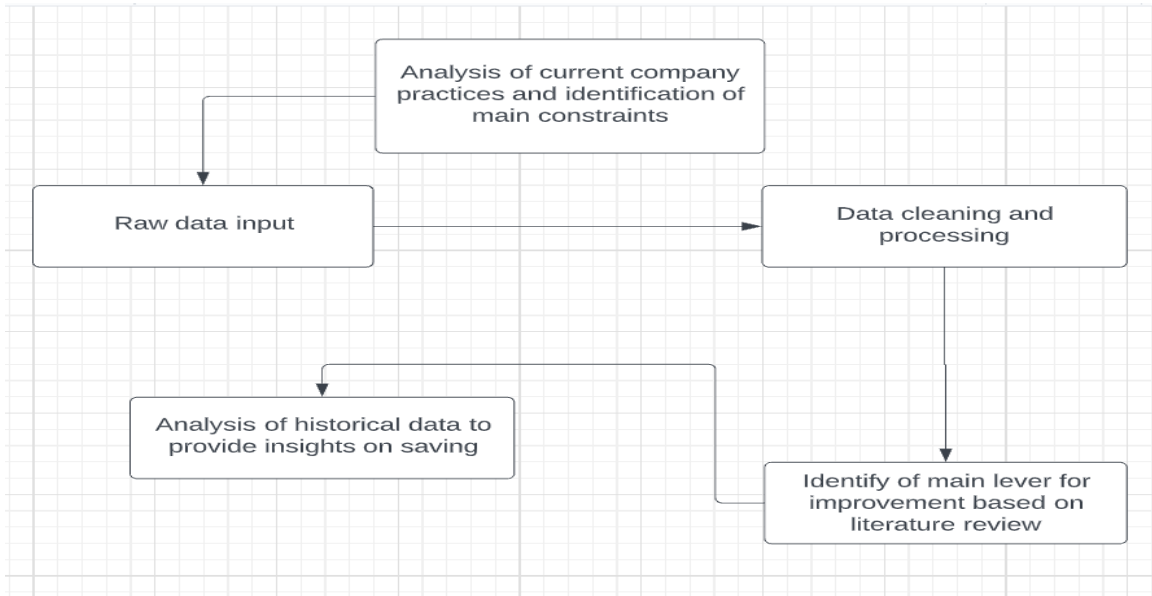 Analysis of current company
practices and identification of
main constraints
Raw data input
Data cleaning and
processing
Analysis of historical data to
provide insights on saving
Identify of main lever for
improvement based on
literature review